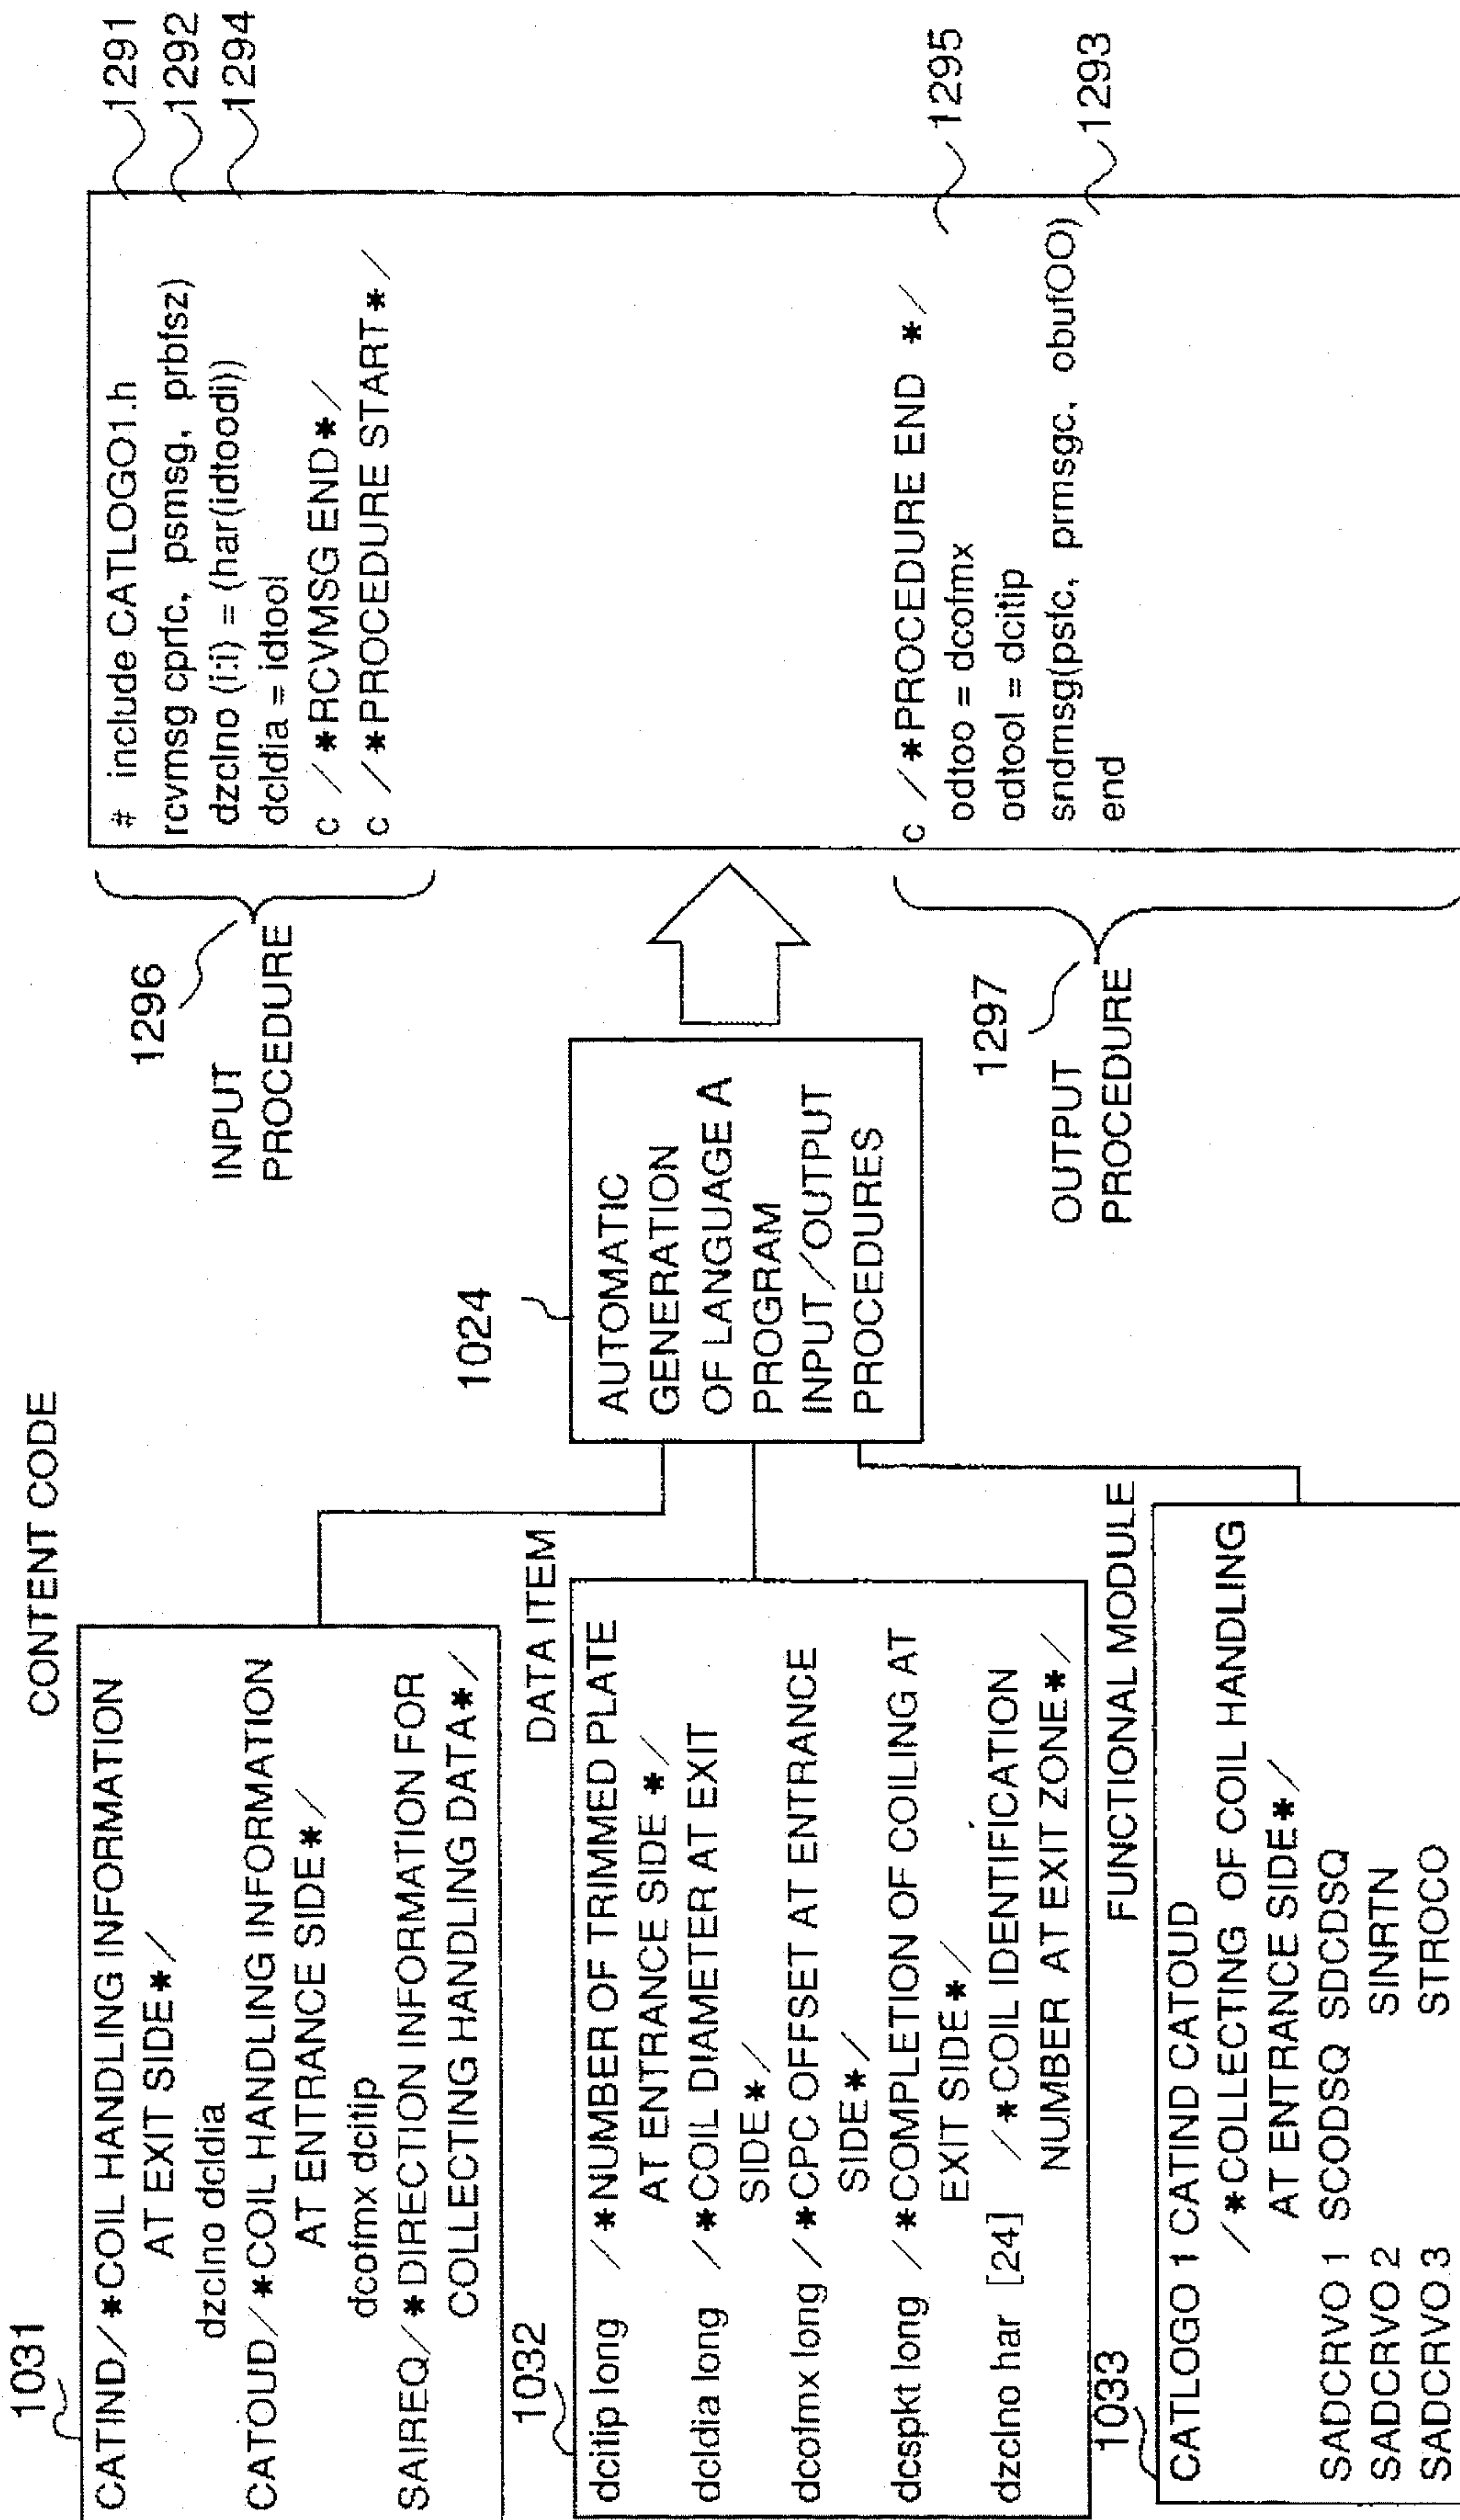 CONTENT CODE
1031
CATIND/*COIL HANDLING INFORMATION
AT EXIT SIDE*/
dzclno dcldia
CATOUD/*COIL HANDLING INFORMATION
AT ENTRANCE SIDE*/
dcofmx dcitip
SAIREQ/*DIRECTION INFORMATION FOR
COLLECTING HANDLING DATA*/
DATA ITEM
1032
dcitip long /*NUMBER OF TRIMMED PLATE
AT ENTRANCE SIDE */
dcldia long /*COIL DIAMETER AT EXIT
SIDE*/
dcofmx long /*CPC OFFSET AT ENTRANCE
SIDE*/
dcspkt long /*COMPLETION OF COILING AT
EXIT SIDE*/
dzclno har [24] /*COIL IDENTIFICATION
NUMBER AT EXIT ZONE*/
FUNCTIONAL MODULE
1033
CATLOGO 1 CATIND CATOUD
/*COLLECTING OF COIL HANDLING
AT ENTRANCE SIDE*/
SADCRVO 1 SCODSQ SDCDSQ
SADCRVO 2 SINRTN
SADCRVO 3 STROCO
1024
AUTOMATIC
GENERATION
OF LANGUAGE A
PROGRAM
INPUT/OUTPUT
PROCEDURES
1296
INPUT
PROCEDURE
1297
OUTPUT
PROCEDURE
# include CATLOGO1.h
rcvmsg cprfc, psmsg, prbfsz)
dzclno (i:i) = (har(idtoodi))
dcldia = idtool
c /*RCVMSG END*/
c /*PROCEDURE START*/
c /*PROCEDURE END */
odtoo = dcofmx
odtool = dcitip
sndmsg(psfc, prmsgc, obufOO)
end
1291
1292
1294
1295
1293